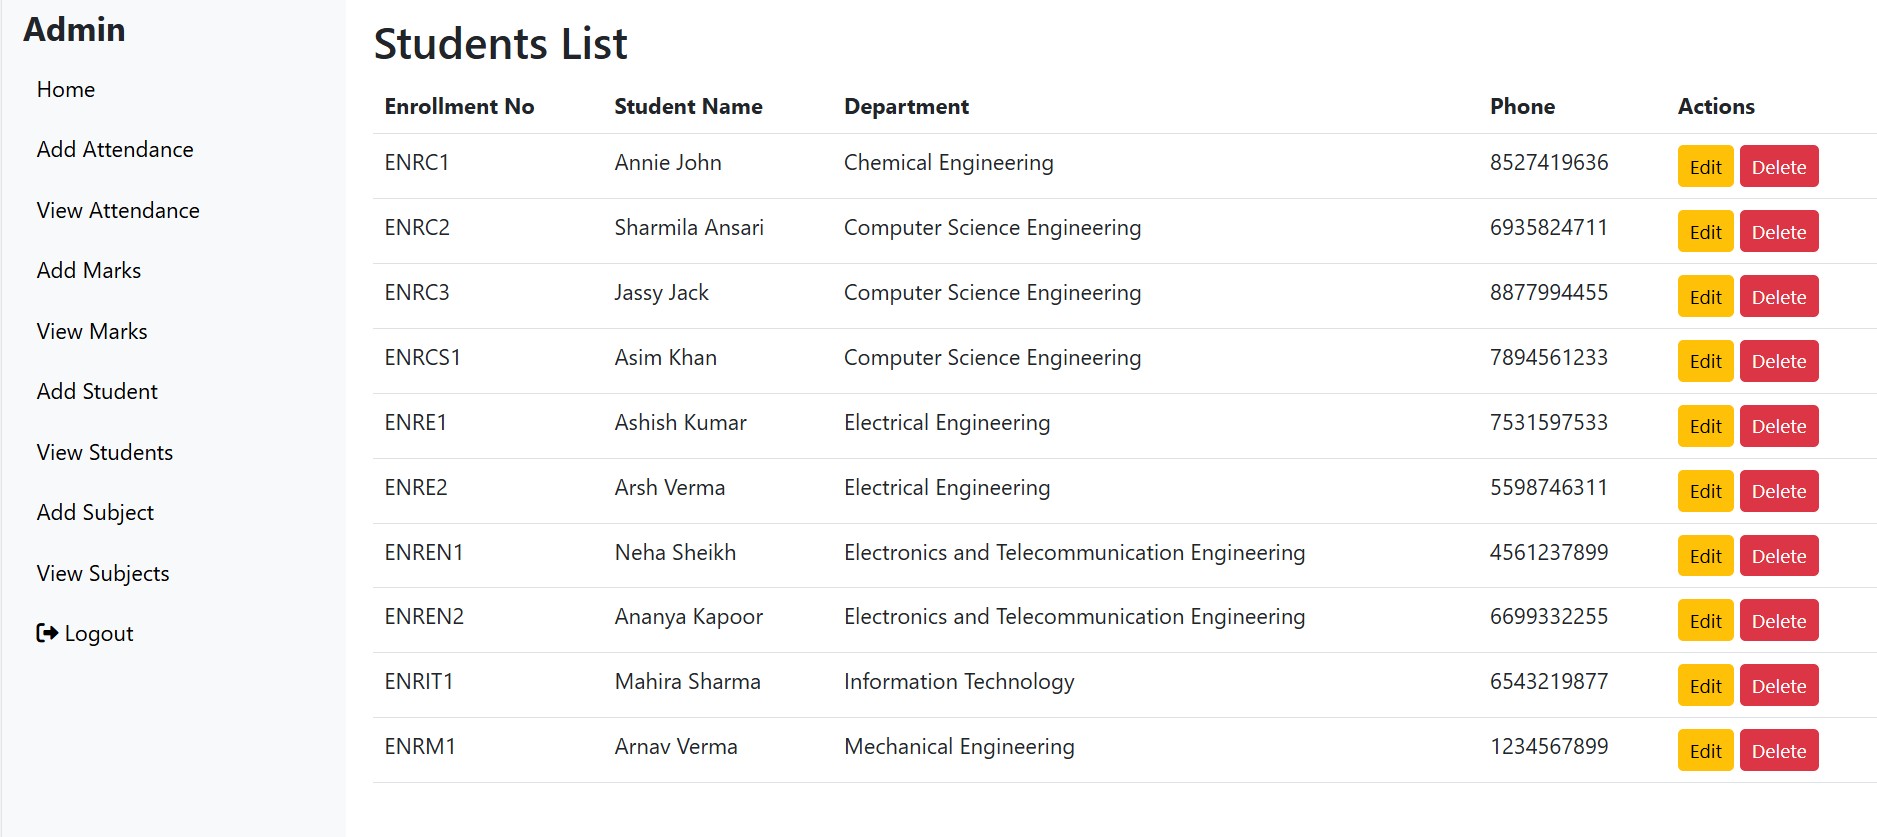 Admin
Home
Add Attendance
View Attendance
Add Marks
View Marks
Add Student
View Students
Add Subject
View Subjects
Logout
Students List
Enrollment No Student Name Department Phone Actions
ENRC1 Annie John Chemical Engineering 8527419636 Edit Delete
ENRC2 Sharmila Ansari Computer Science Engineering 6935824711 Edit Delete
ENRC3 Jassy Jack Computer Science Engineering 8877994455 Edit Delete
ENRCS1 Asim Khan Computer Science Engineering 7894561233 Edit Delete
ENRE1 Ashish Kumar Electrical Engineering 7531597533 Edit Delete
ENRE2 Arsh Verma Electrical Engineering 5598746311 Edit Delete
ENREN1 Neha Sheikh Electronics and Telecommunication Engineering 4561237899 Edit Delete
ENREN2 Ananya Kapoor Electronics and Telecommunication Engineering 6699332255 Edit Delete
ENRIT1 Mahira Sharma Information Technology 6543219877 Edit Delete
ENRM1 Arnav Verma Mechanical Engineering 1234567899 Edit Delete